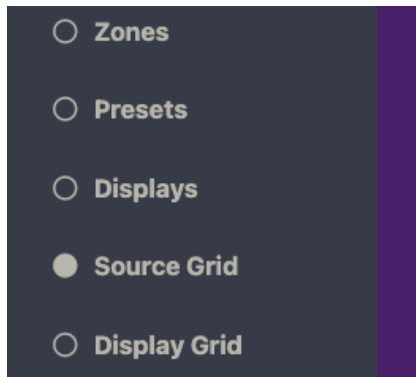 Zones
Presets
Displays
Source Grid
Display Grid